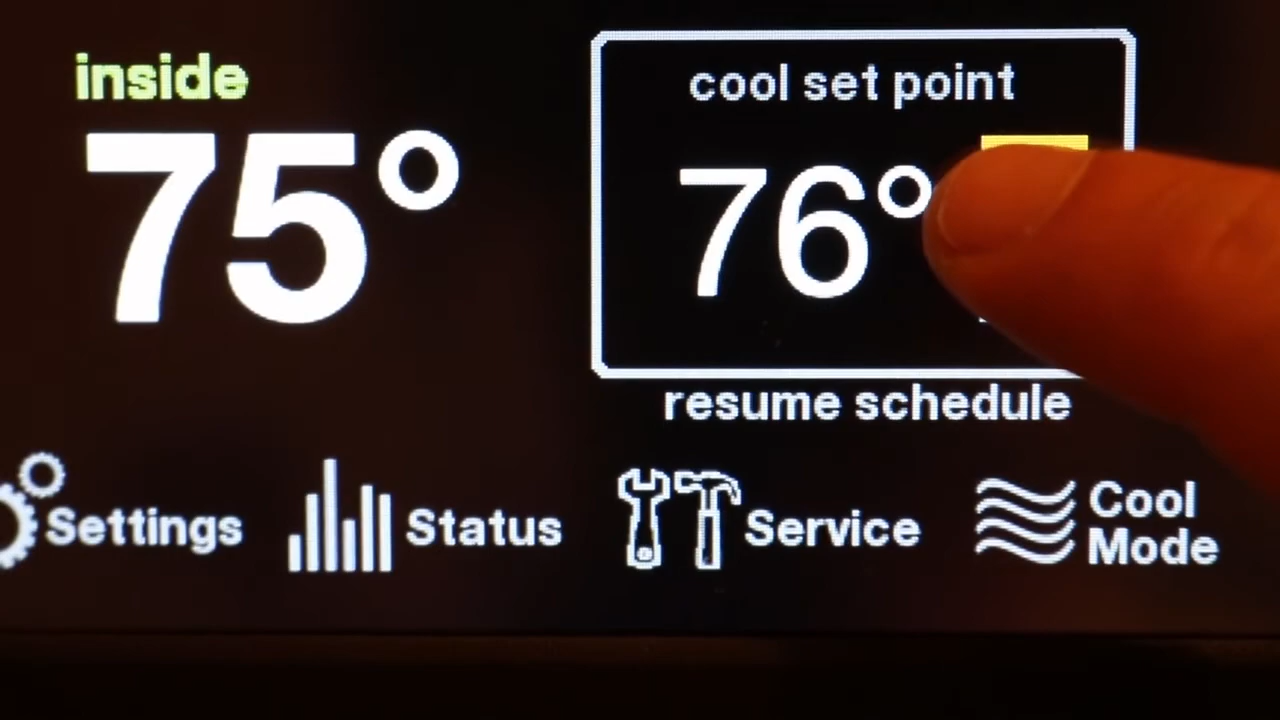 inside
75°
cool set point
76°
resume schedule
Settings
Status
Service
Cool
Mode